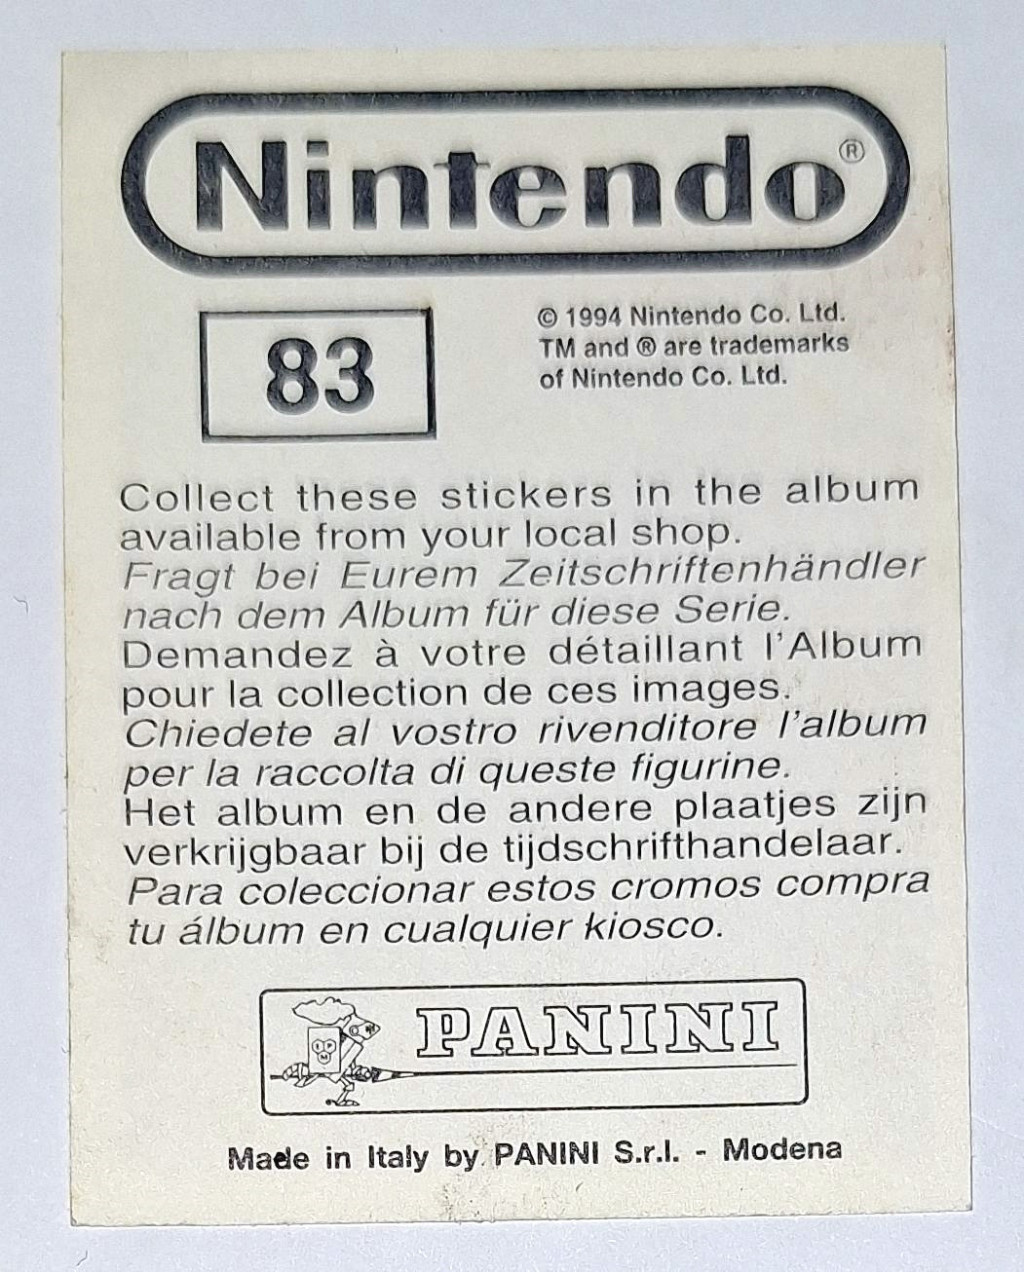 Nintendo®
83
© 1994 Nintendo Co. Ltd.
TM and ® are trademarks
of Nintendo Co. Ltd.
Collect these stickers in the album
available from your local shop.
Fragt bei Eurem Zeitschriftenhändler
nach dem Album für diese Serie.
Demandez à votre détaillant l'Album
pour la collection de ces images.
Chiedete al vostro rivenditore l'album
per la raccolta di queste figurine.
Het album en de andere plaatjes zijn
verkrijgbaar bij de tijdschrifthandelaar.
Para coleccionar estos cromos compra
tu álbum en cualquier kiosco.
PANINI
Made in Italy by PANINI S.r.l. - Modena